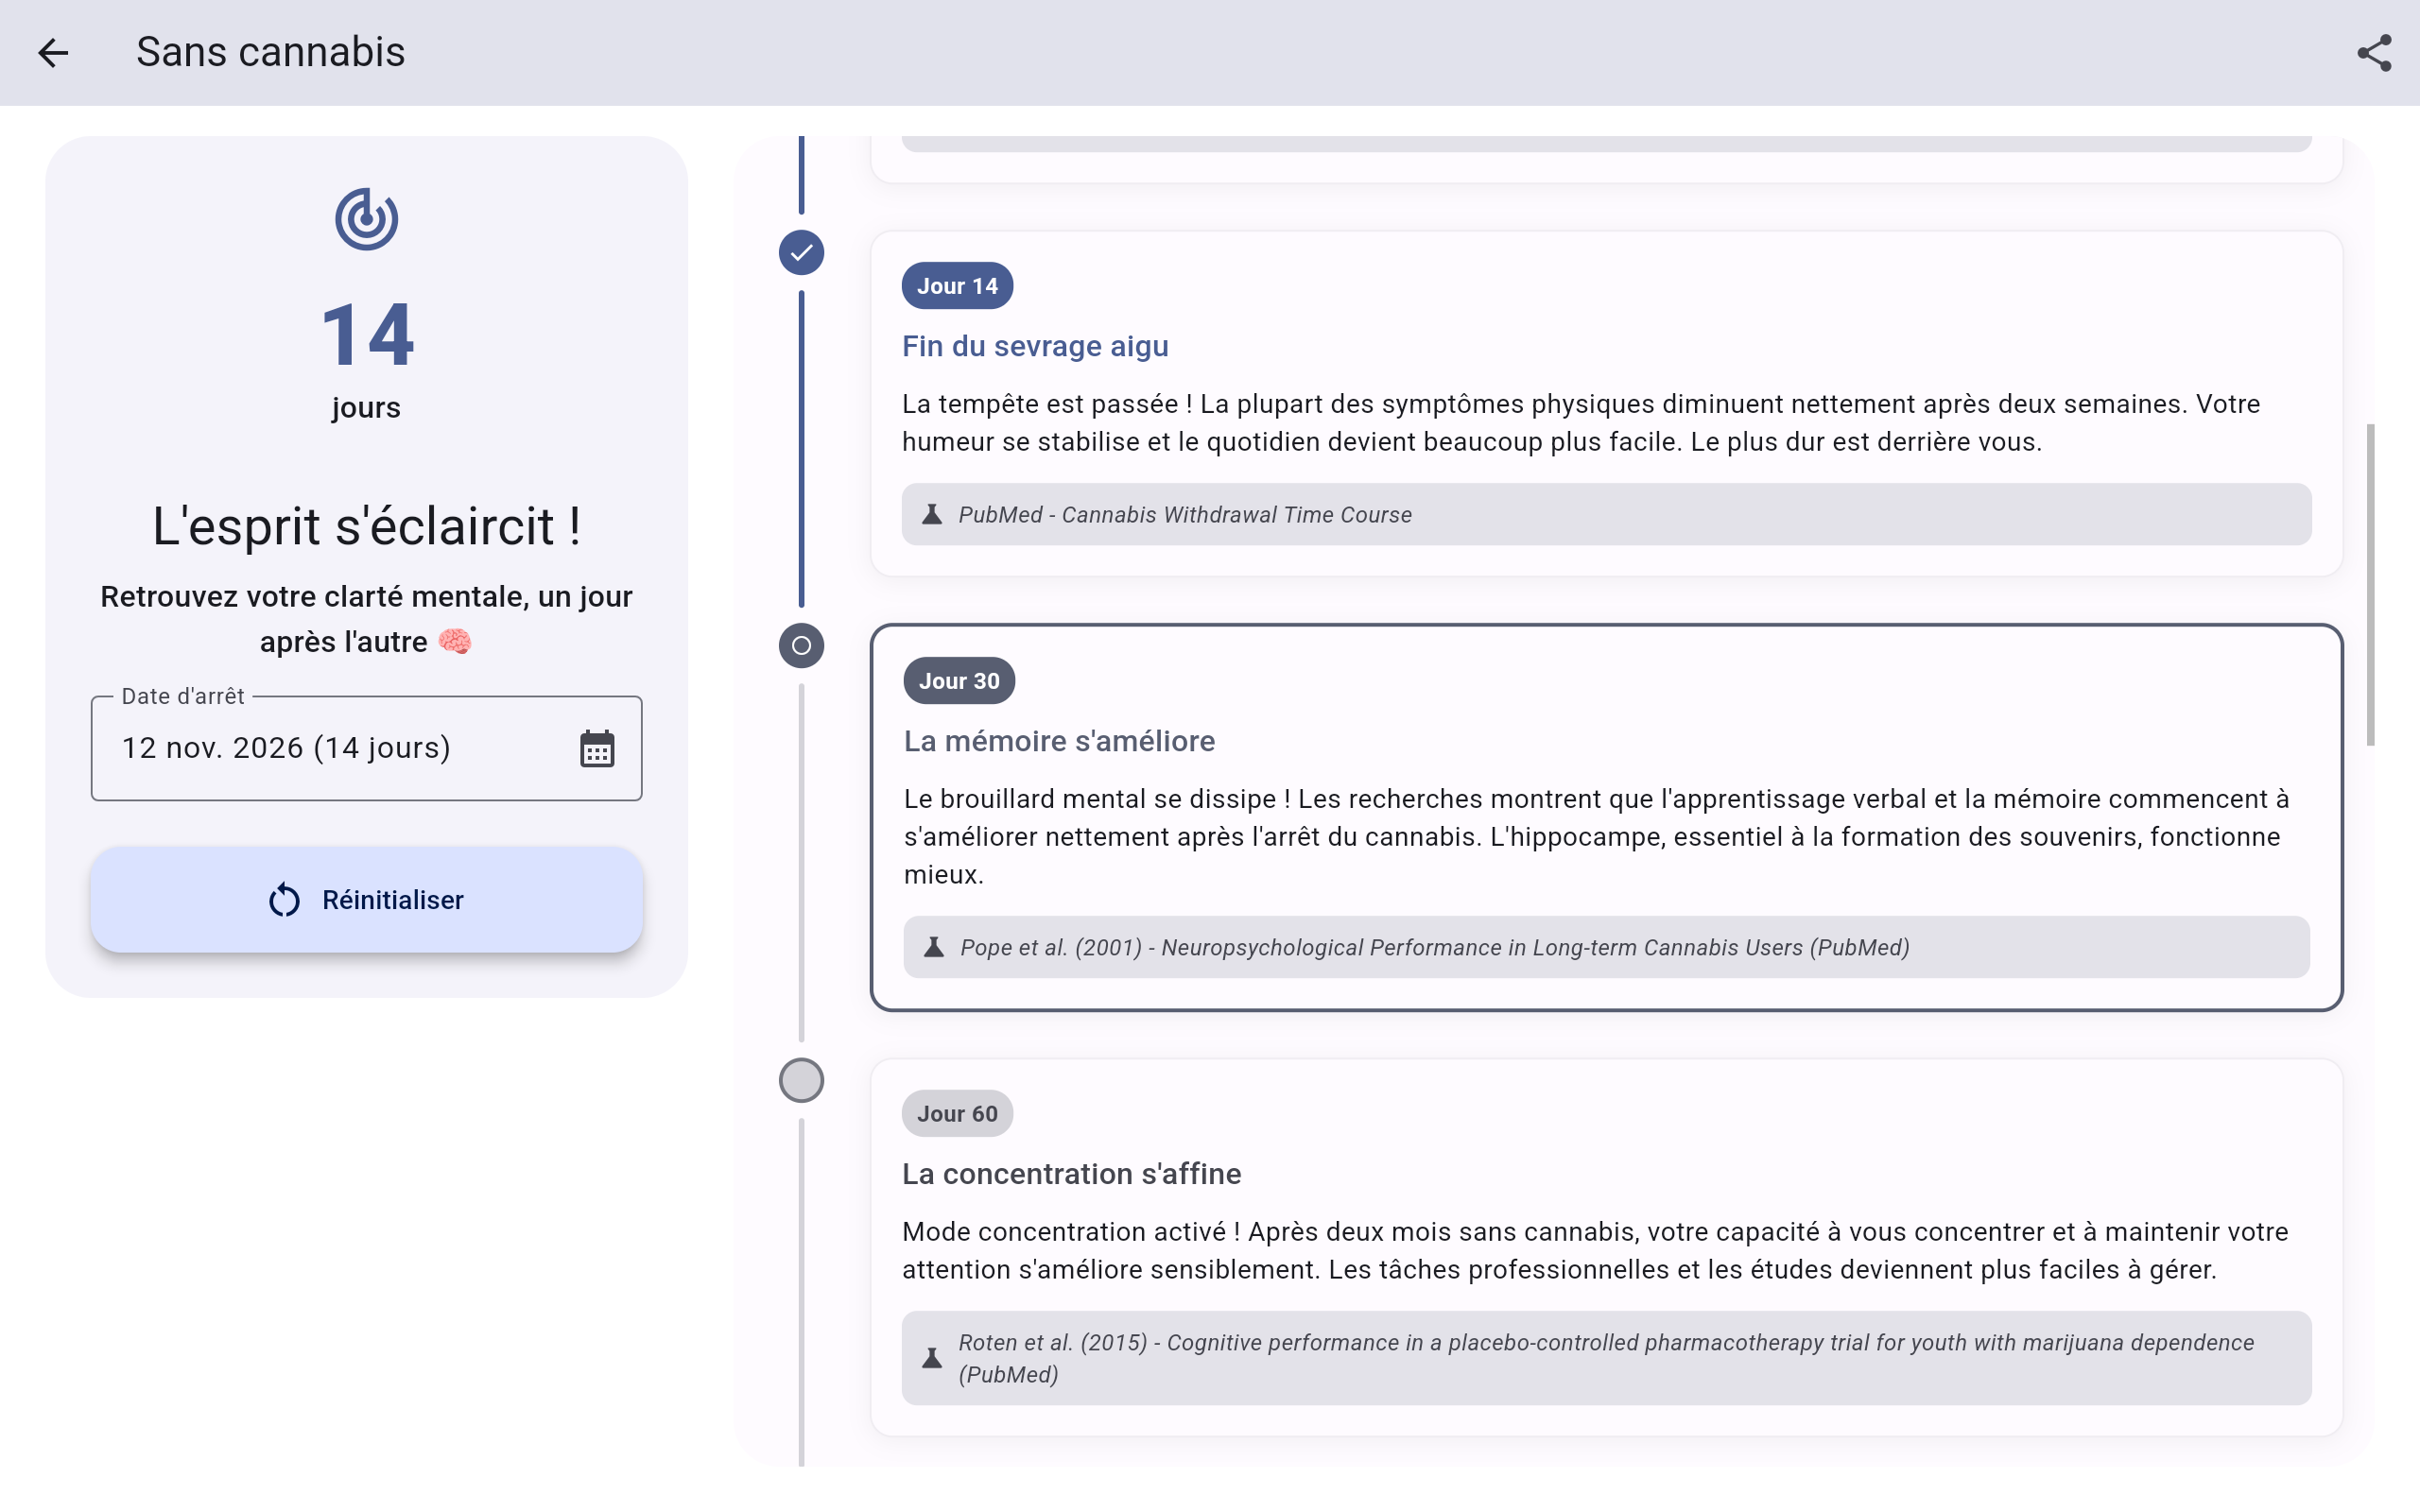 Sans cannabis
14
jours
L'esprit s'éclaircit !
Retrouvez votre clarté mentale, un jour
après l'autre 🧠
Date d'arrêt
12 nov. 2026 (14 jours)
Réinitialiser
Jour 14
Fin du sevrage aigu
La tempête est passée ! La plupart des symptômes physiques diminuent nettement après deux semaines. Votre
humeur se stabilise et le quotidien devient beaucoup plus facile. Le plus dur est derrière vous.
PubMed - Cannabis Withdrawal Time Course
Jour 30
La mémoire s'améliore
Le brouillard mental se dissipe ! Les recherches montrent que l'apprentissage verbal et la mémoire commencent à
s'améliorer nettement après l'arrêt du cannabis. L'hippocampe, essentiel à la formation des souvenirs, fonctionne
mieux.
Pope et al. (2001) - Neuropsychological Performance in Long-term Cannabis Users (PubMed)
Jour 60
La concentration s'affine
Mode concentration activé ! Après deux mois sans cannabis, votre capacité à vous concentrer et à maintenir votre
attention s'améliore sensiblement. Les tâches professionnelles et les études deviennent plus faciles à gérer.
Roten et al. (2015) - Cognitive performance in a placebo-controlled pharmacotherapy trial for youth with marijuana dependence
(PubMed)